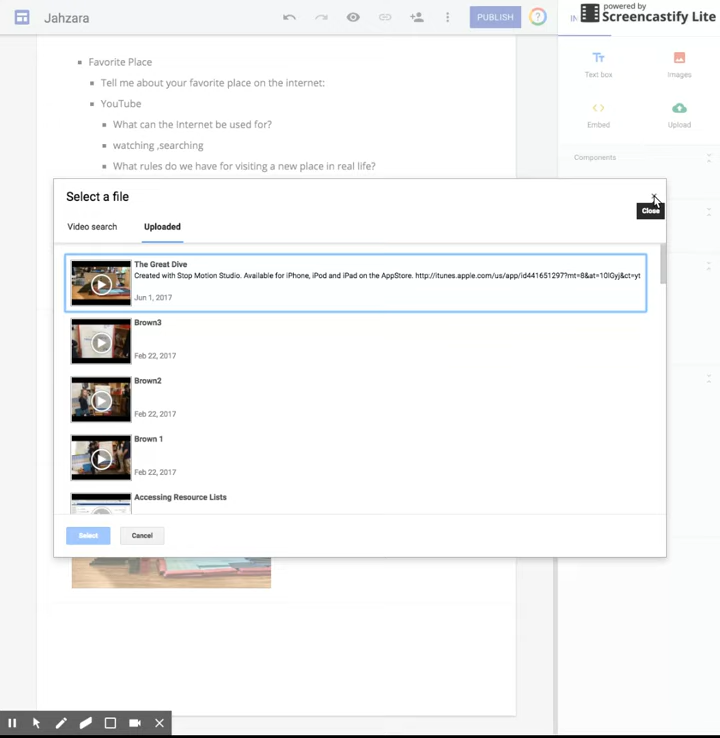 Jahzara
PUBLISH
?
IN
powered by
Screencastify Lite
Favorite Place
Tell me about your favorite place on the internet:
YouTube
What can the Internet be used for?
watching ,searching
What rules do we have for visiting a new place in real life?
Tт
Text box
Images
Embed
Upload
Components
Select a file
Close
Video search
Uploaded
The Great Dive
Created with Stop Motion Studio. Available for iPhone, iPod and iPad on the AppStore. http://itunes.apple.com/us/app/id441651297?mt=8&at=10lGyj&ct=yt
Jun 1, 2017
Brown3
Feb 22, 2017
Brown2
Feb 22, 2017
Brown 1
Feb 22, 2017
Accessing Resource Lists
Select
Cancel